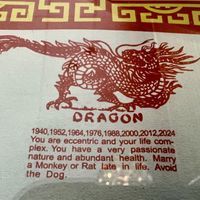 DRAGON
1940,1952,1964,1976,1988,2000,2012,2024
You are eccentric and your life com-
plex. You have a very passionate
nature and abundant health. Marry
a Monkey or Rat late in life. Avoid
the Dog.